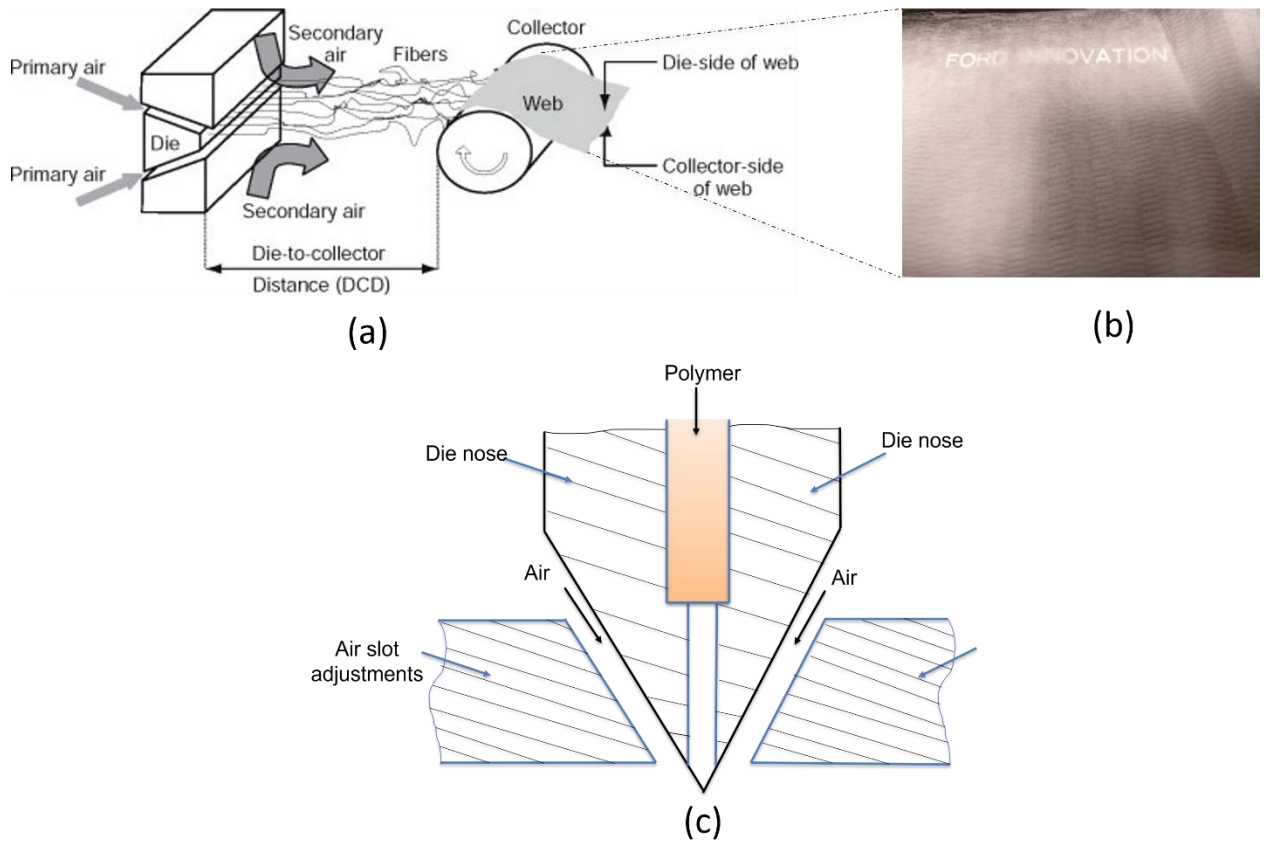 Primary air
Secondary
air
Fibers
Collector
Die-side of web
Die
Web
Primary air
Collector-side
of web
Secondary air
Die-to-collector
Distance (DCD)
FORD INNOVATION
(a)
(b)
Polymer
Die nose
Die nose
Air
Air
Air slot
adjustments
(c)